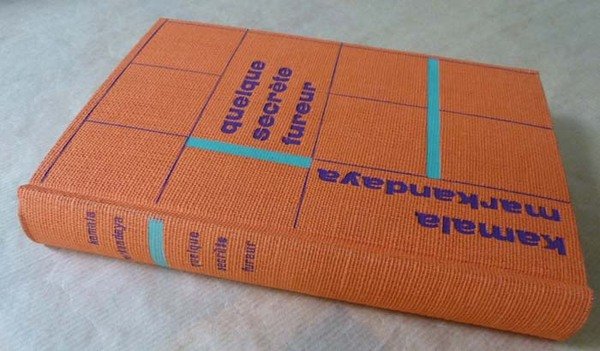 kamala
markandaya
quelque
secrète
fureur
kamala
markandaya
quelque
secrète
fureur